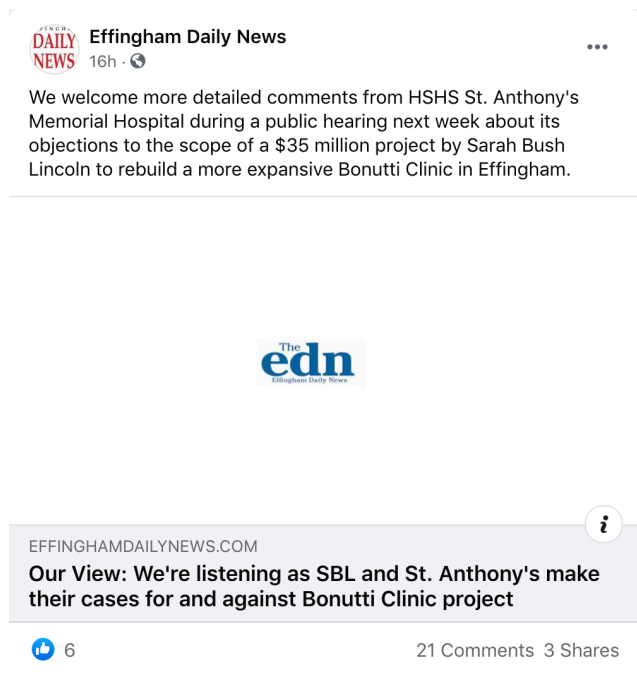 FINGH
DAILY
NEWS
Effingham Daily News
16h ·
We welcome more detailed comments from HSHS St. Anthony's
Memorial Hospital during a public hearing next week about its
objections to the scope of a $35 million project by Sarah Bush
Lincoln to rebuild a more expansive Bonutti Clinic in Effingham.
The
edn
Effingham Daily News
i
EFFINGHAMDAILYNEWS.COM
Our View: We're listening as SBL and St. Anthony's make
their cases for and against Bonutti Clinic project
6
21 Comments 3 Shares